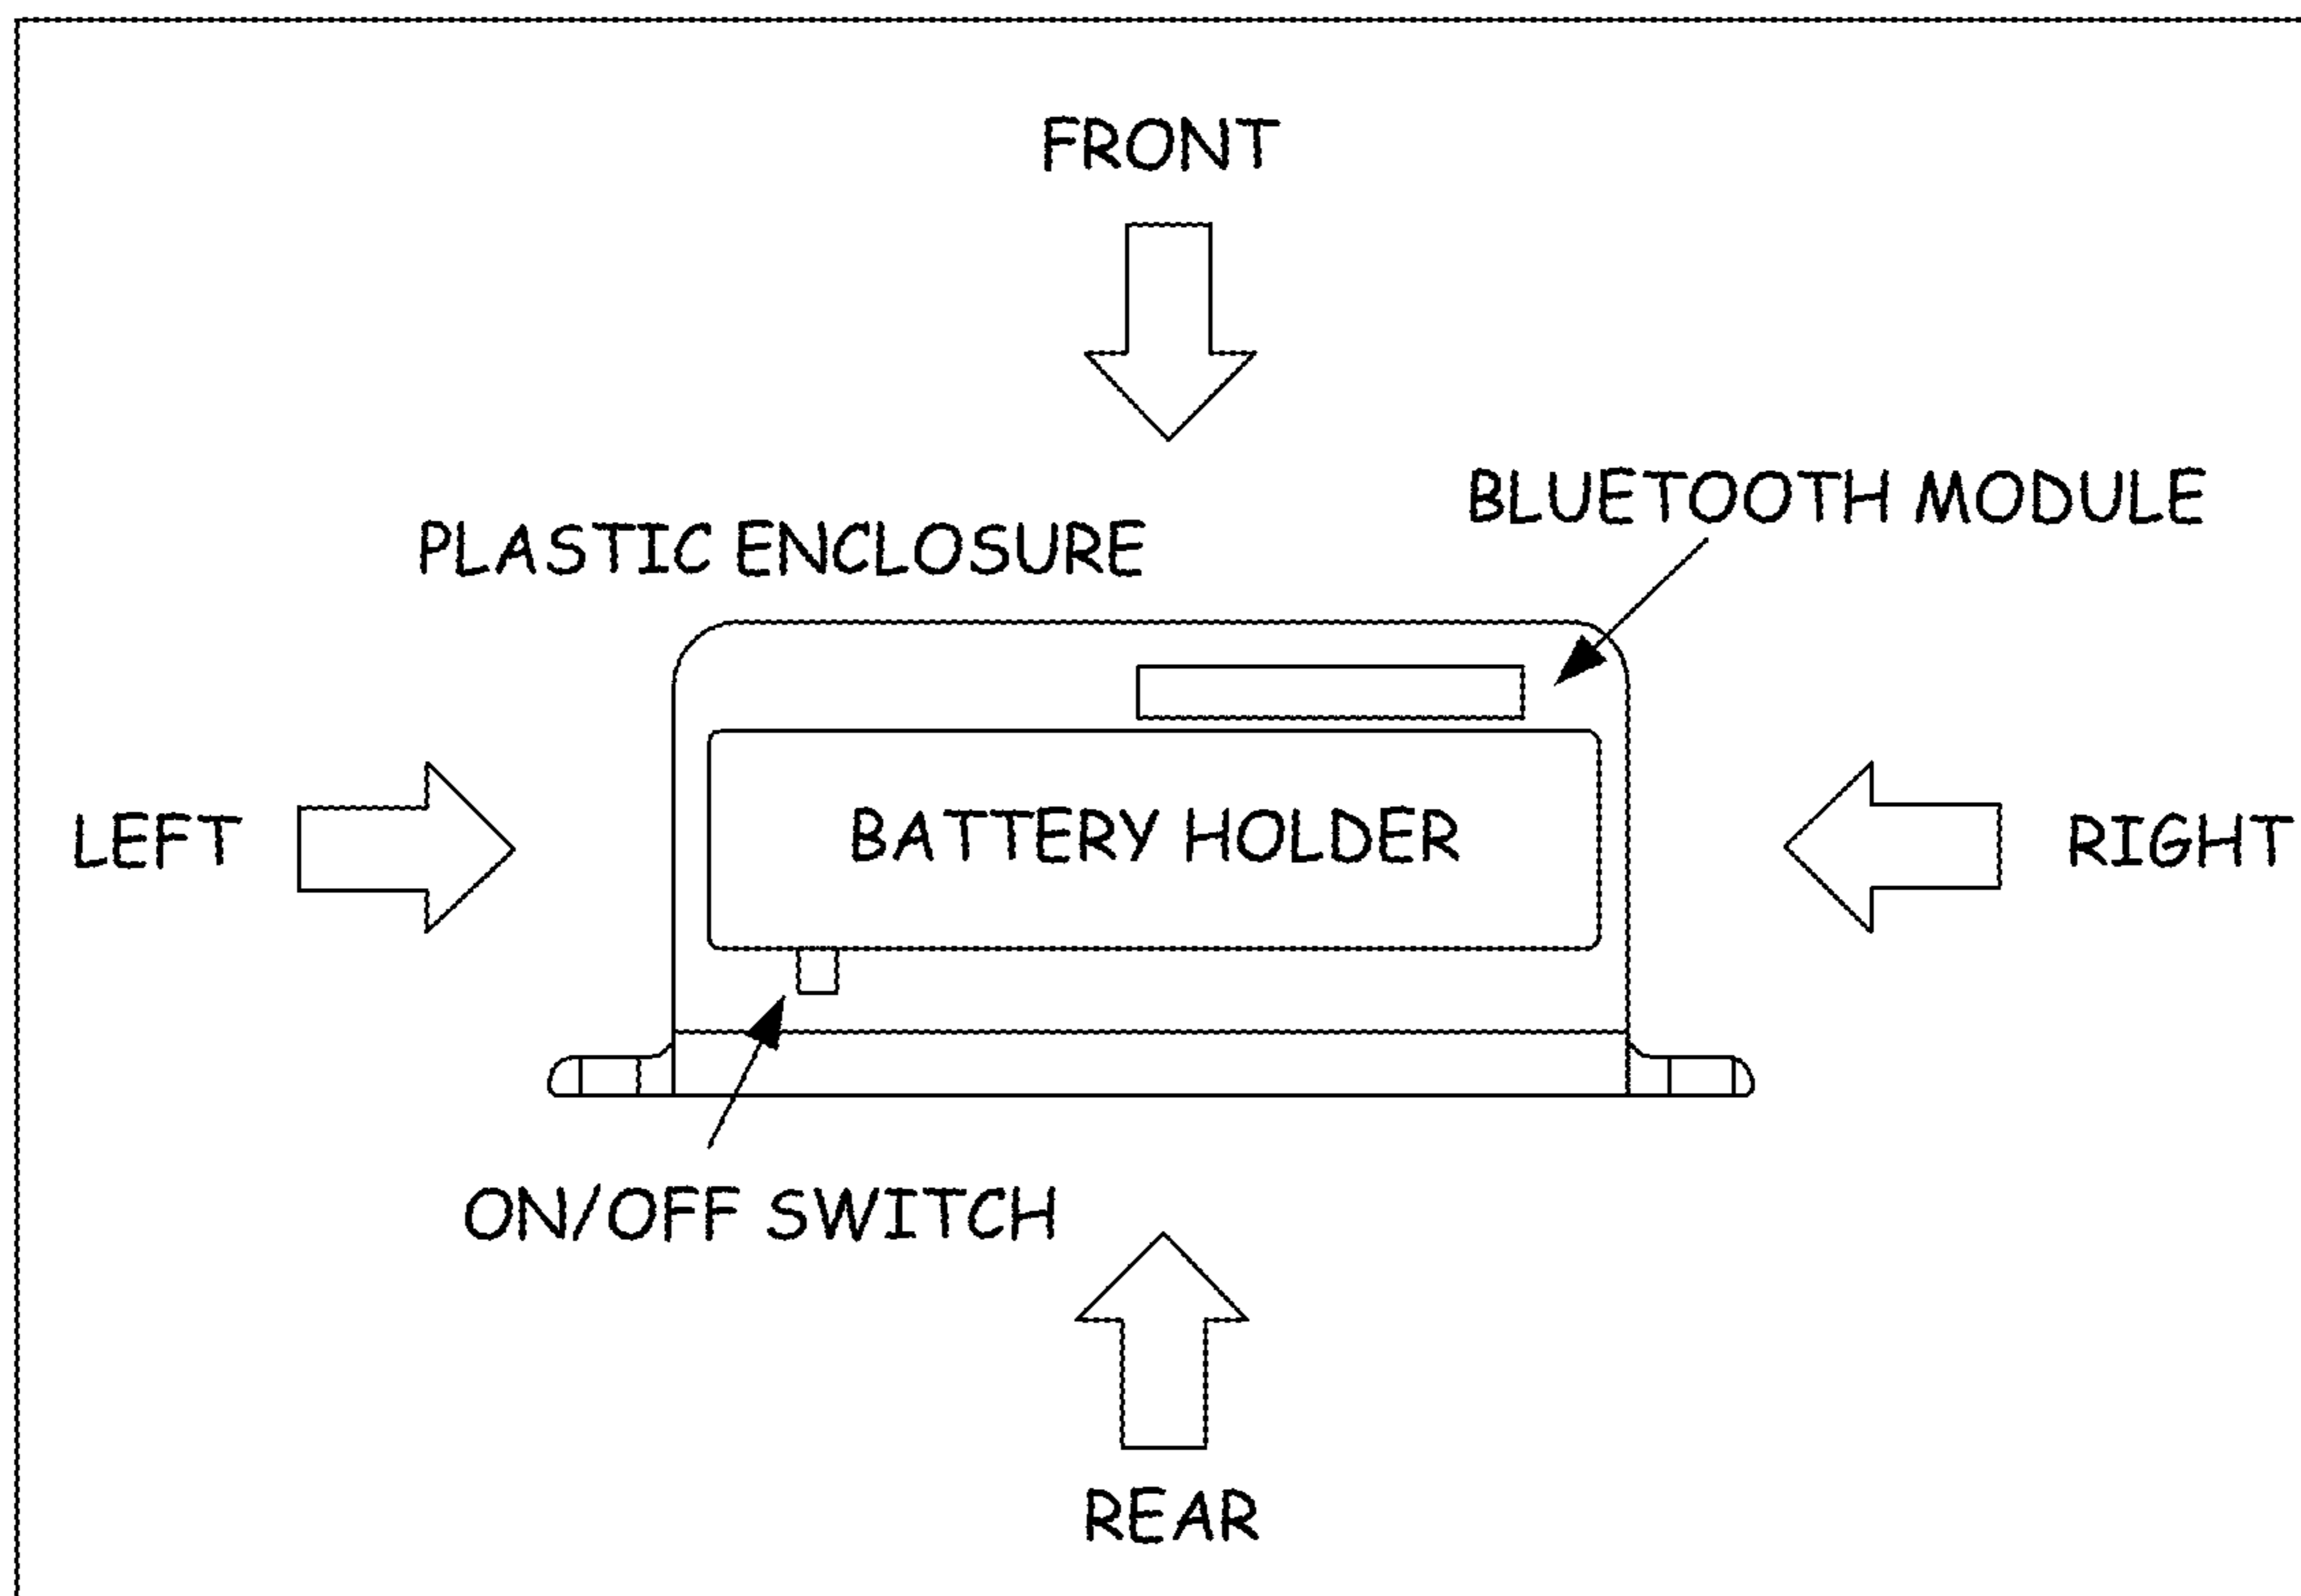 FRONT
BLUETOOTH MODULE
PLASTIC ENCLOSURE
LEFT
BATTERY HOLDER
RIGHT
ON/OFF SWITCH
REAR